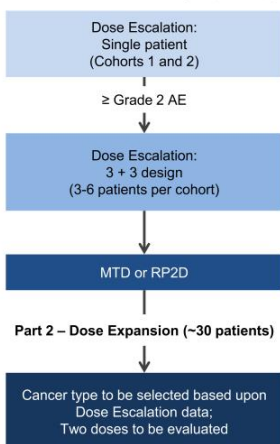 Dose Escalation:
Single patient
(Cohorts 1 and 2)
≥ Grade 2 AE
Dose Escalation:
3 + 3 design
(3-6 patients per cohort)
MTD or RP2D
Part 2 – Dose Expansion (~30 patients)
Cancer type to be selected based upon
Dose Escalation data;
Two doses to be evaluated